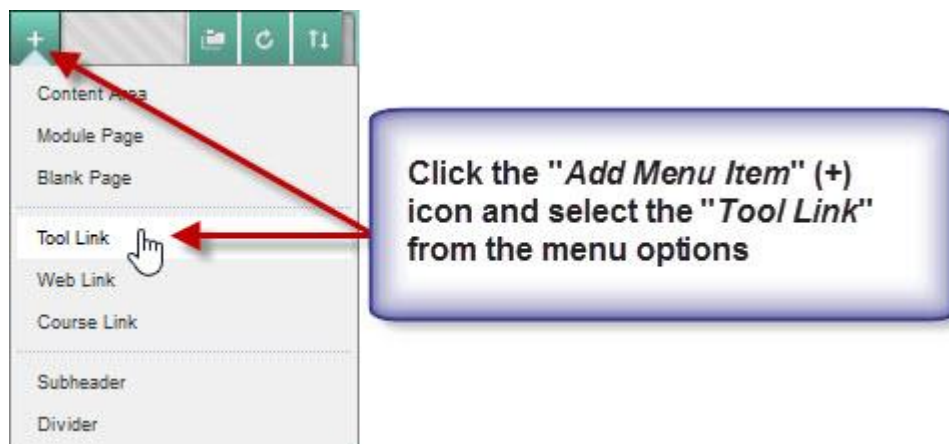 +
Content Area
Module Page
Blank Page
Tool Link
Web Link
Course Link
Subheader
Divider
Click the "Add Menu Item" (+)
icon and select the "Tool Link"
from the menu options